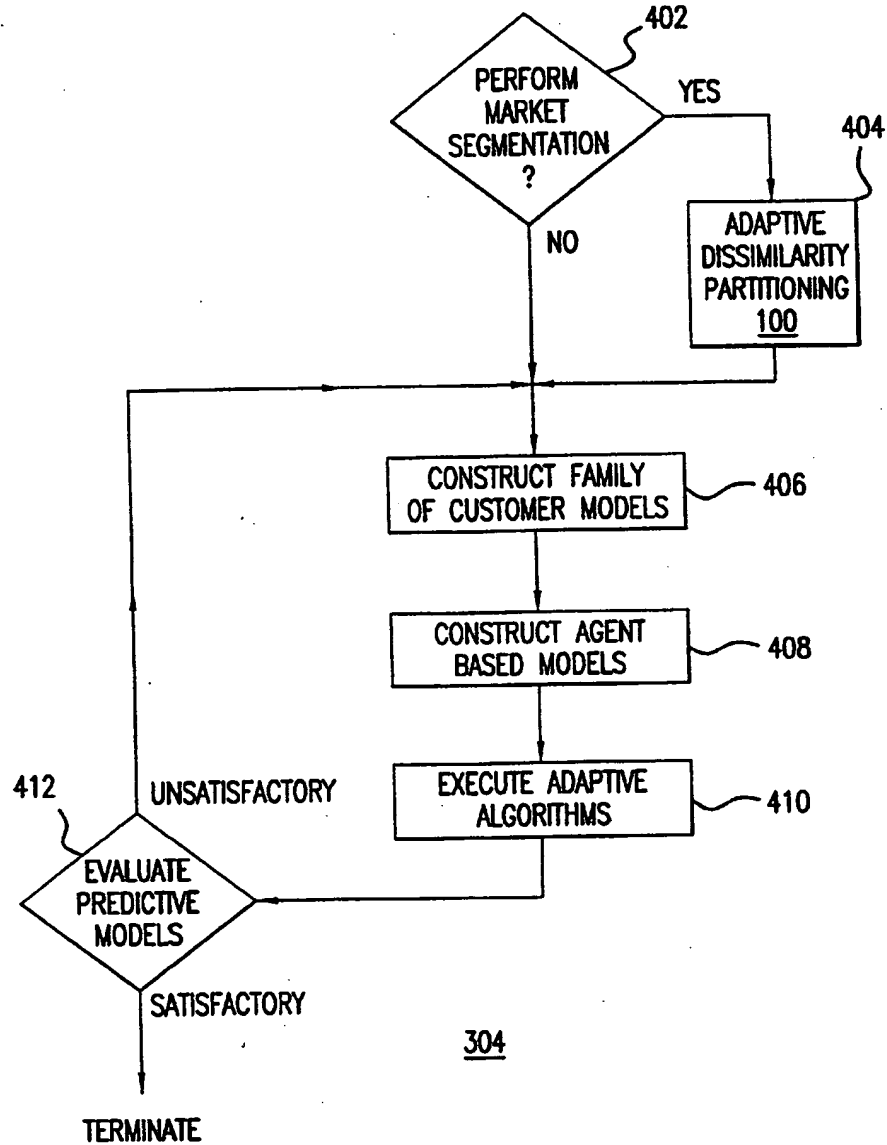 402
PERFORM
MARKET
SEGMENTATION
?
YES
NO
404
ADAPTIVE
DISSIMILARITY
PARTITIONING
100
CONSTRUCT FAMILY
OF CUSTOMER MODELS
406
CONSTRUCT AGENT
BASED MODELS
408
EXECUTE ADAPTIVE
ALGORITHMS
410
412
UNSATISFACTORY
EVALUATE
PREDICTIVE
MODELS
SATISFACTORY
304
TERMINATE